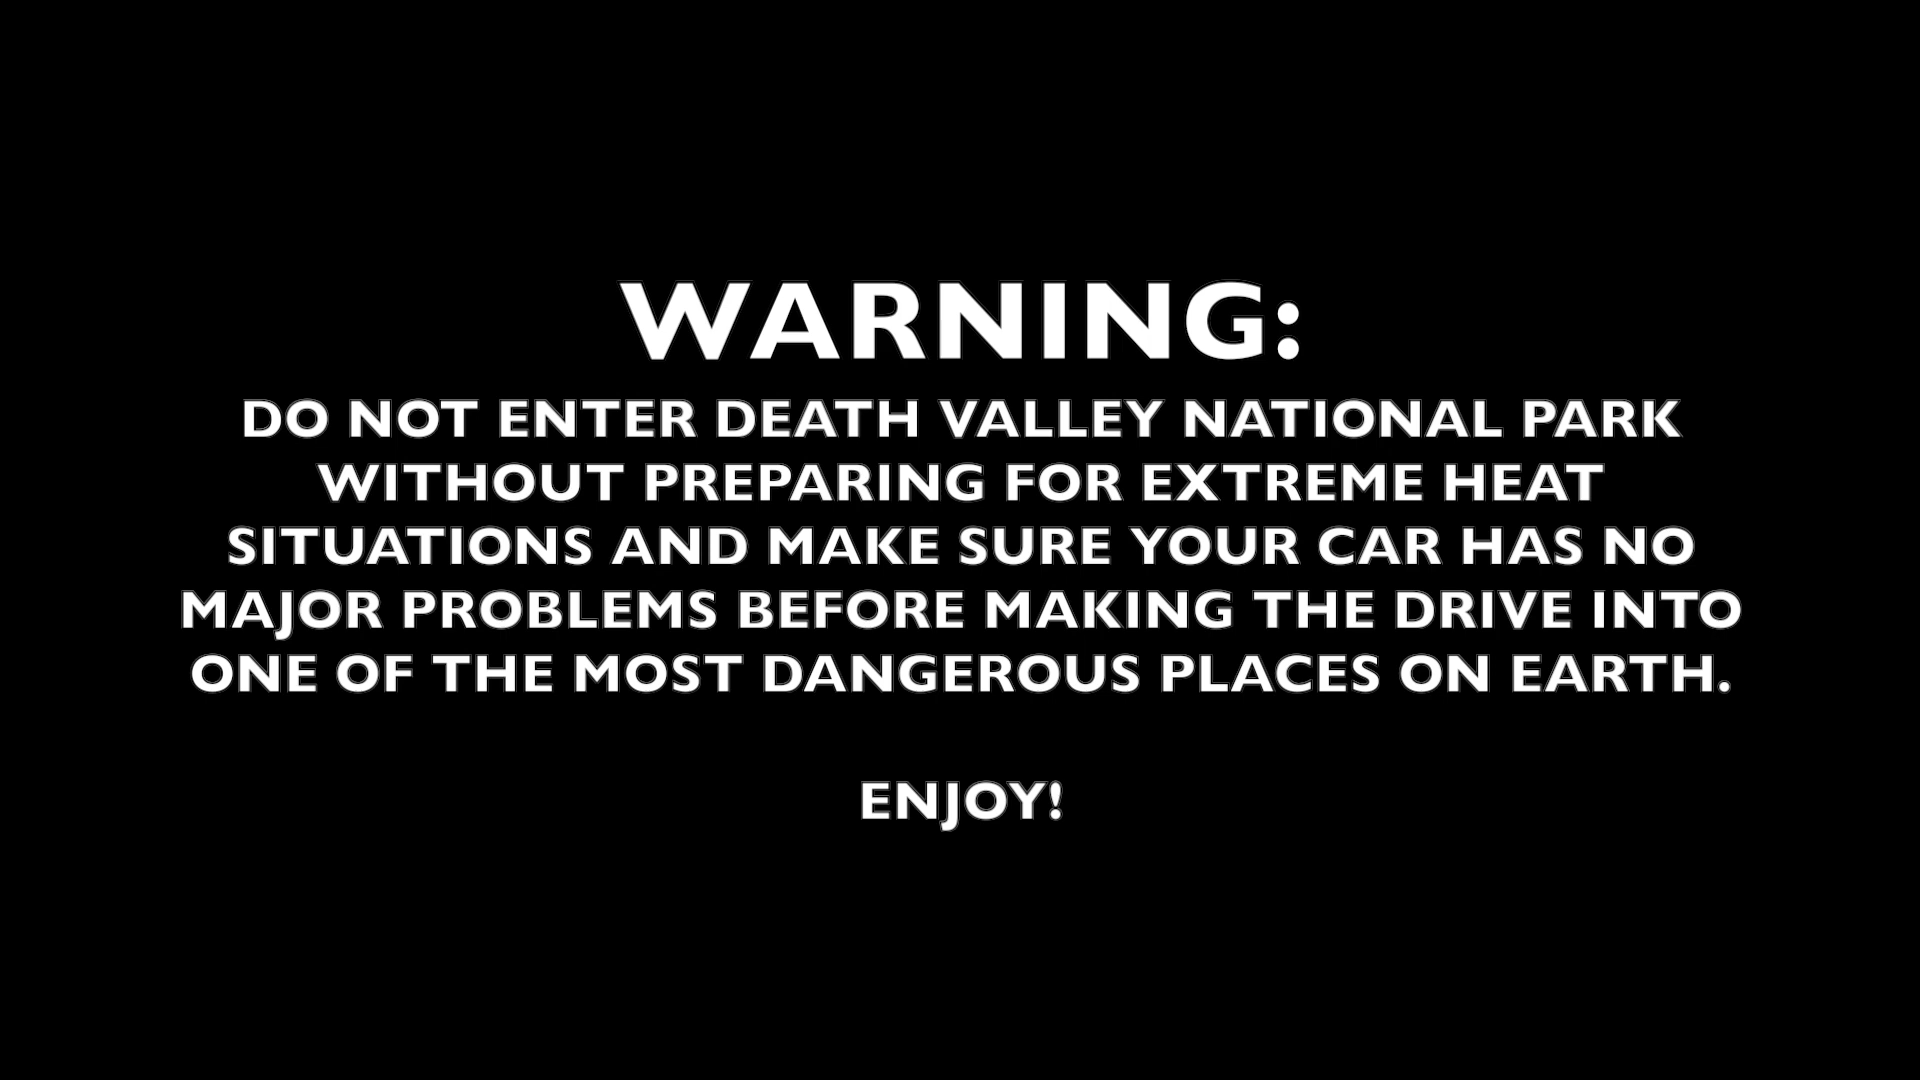 WARNING:
DO NOT ENTER DEATH VALLEY NATIONAL PARK
WITHOUT PREPARING FOR EXTREME HEAT
SITUATIONS AND MAKE SURE YOUR CAR HAS NO
MAJOR PROBLEMS BEFORE MAKING THE DRIVE INTO
ONE OF THE MOST DANGEROUS PLACES ON EARTH.
ENJOY!